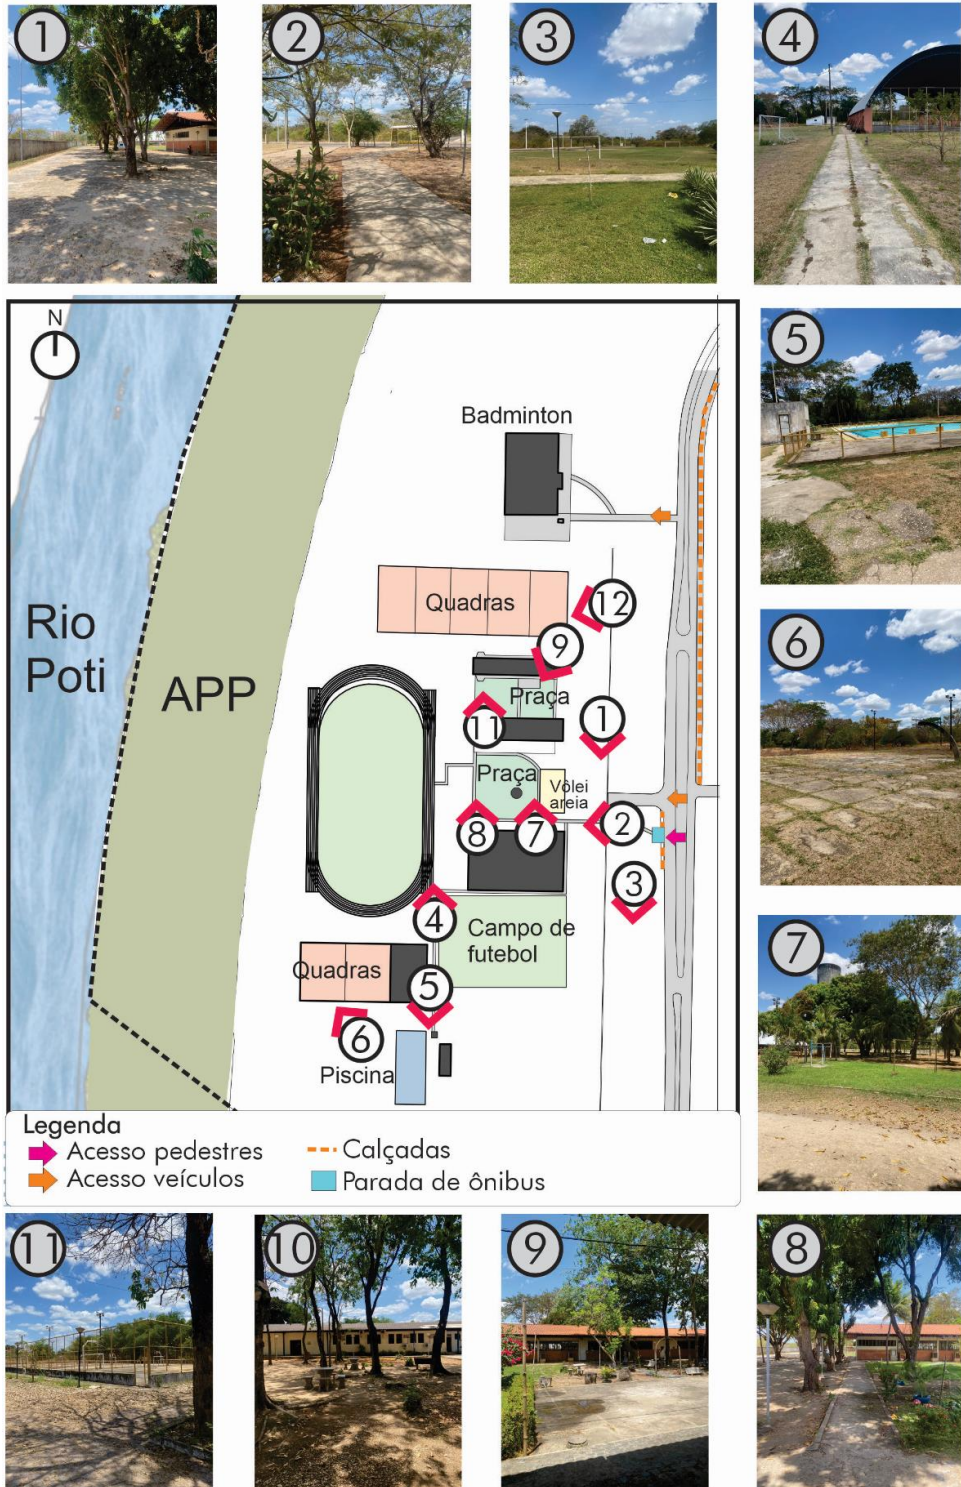 1
2
3
4
N
5
Badminton
Rio
Poti
APP
Quadras
12
9
Praça
11
1
6
Praça
Vôlei
areia
8
7
2
3
4
Campo de
futebol
Quadras
5
6
Piscina
7
Legenda
Acesso pedestres
Calçadas
Acesso veículos
Parada de ônibus
11
10
9
8